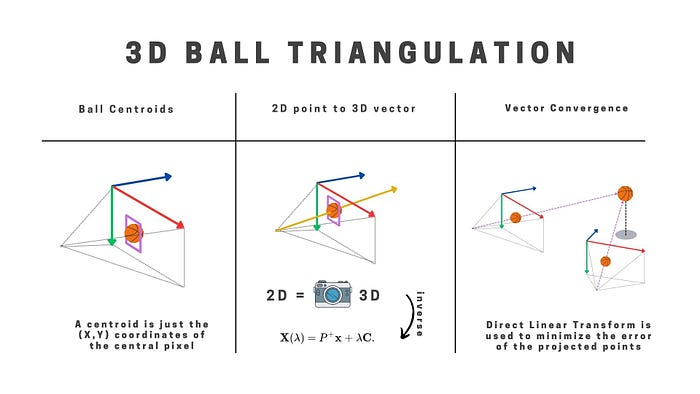 3D BALL TRIANGULATION
Ball Centroids
2D point to 3D vector
Vector Convergence
A centroid is just the
(X,Y) coordinates of
the central pixel
2D = 3D
inverse
X(λ) = P⁺x + λC.
Direct Linear Transform is
used to minimize the error
of the projected points